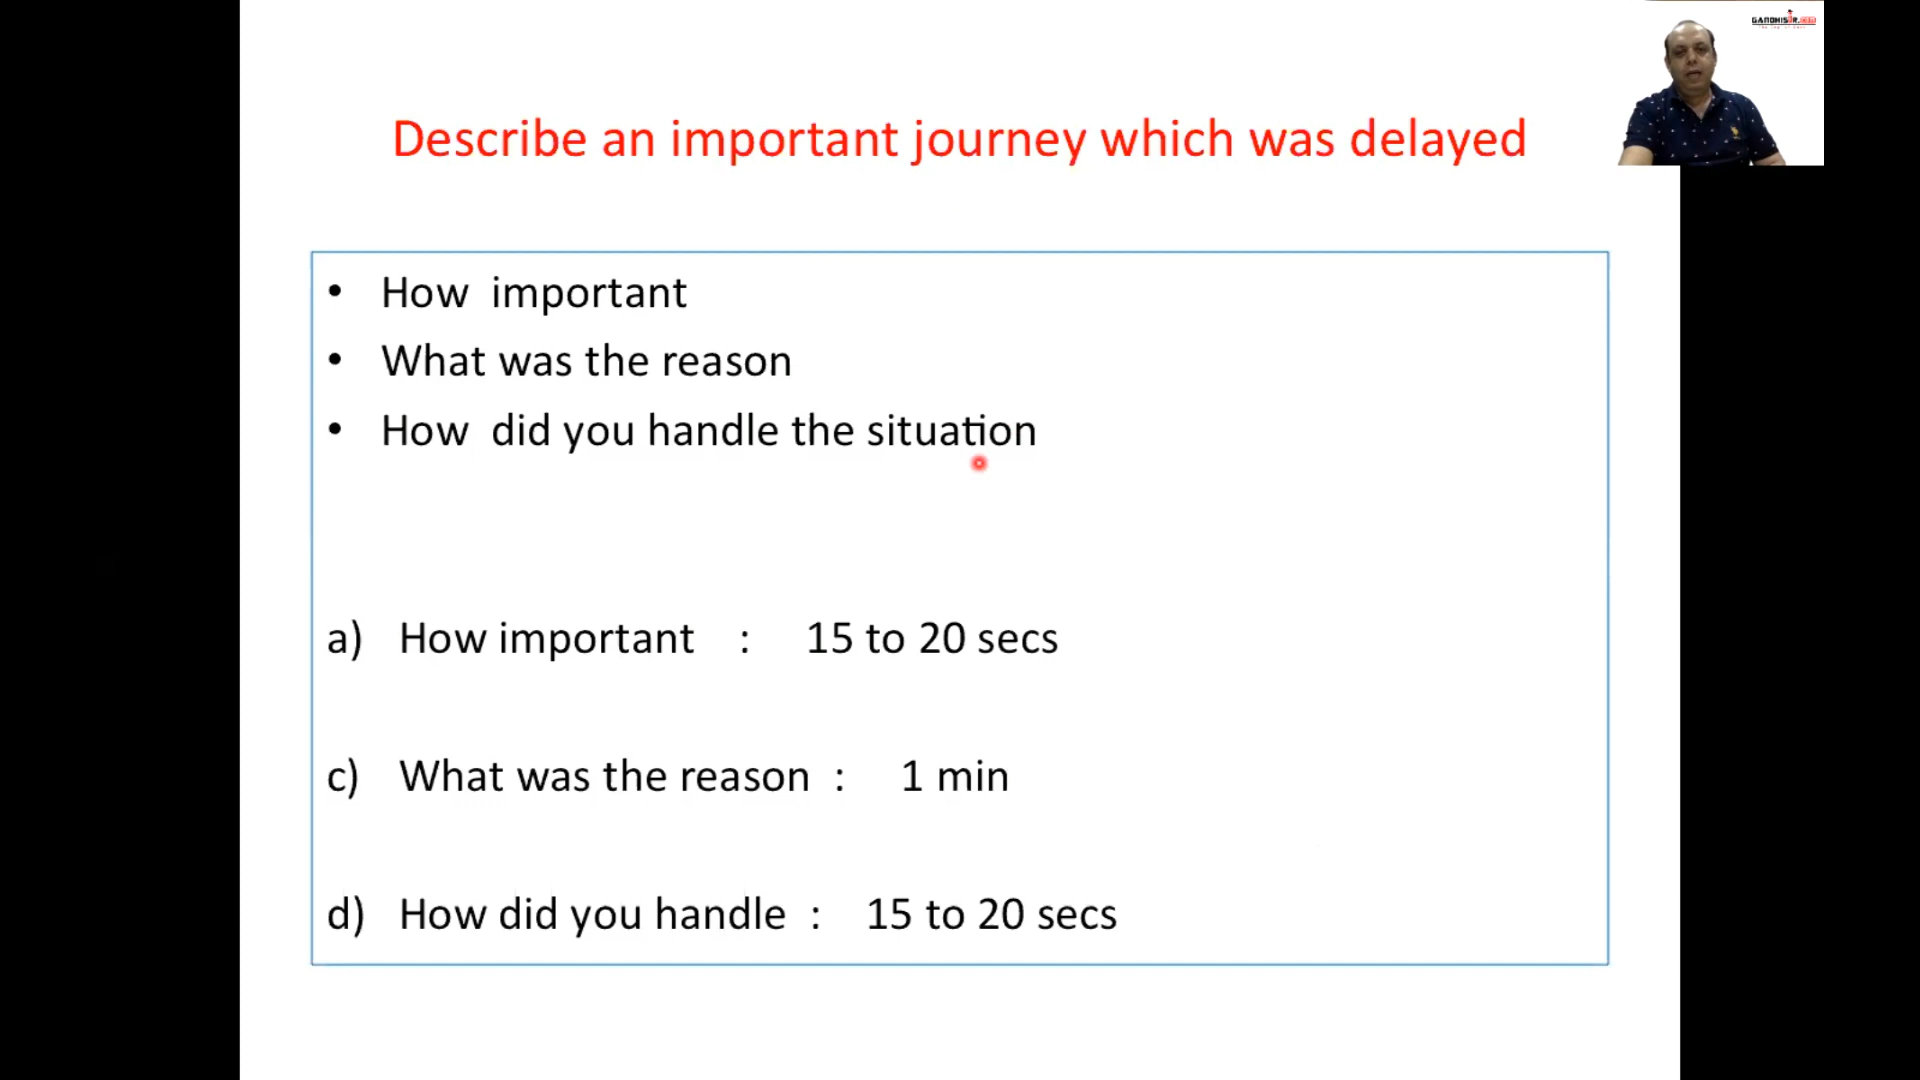 GANDHISIR.COM
Describe an important journey which was delayed
• How important
• What was the reason
• How did you handle the situation
a) How important : 15 to 20 secs
c) What was the reason : 1 min
d) How did you handle : 15 to 20 secs